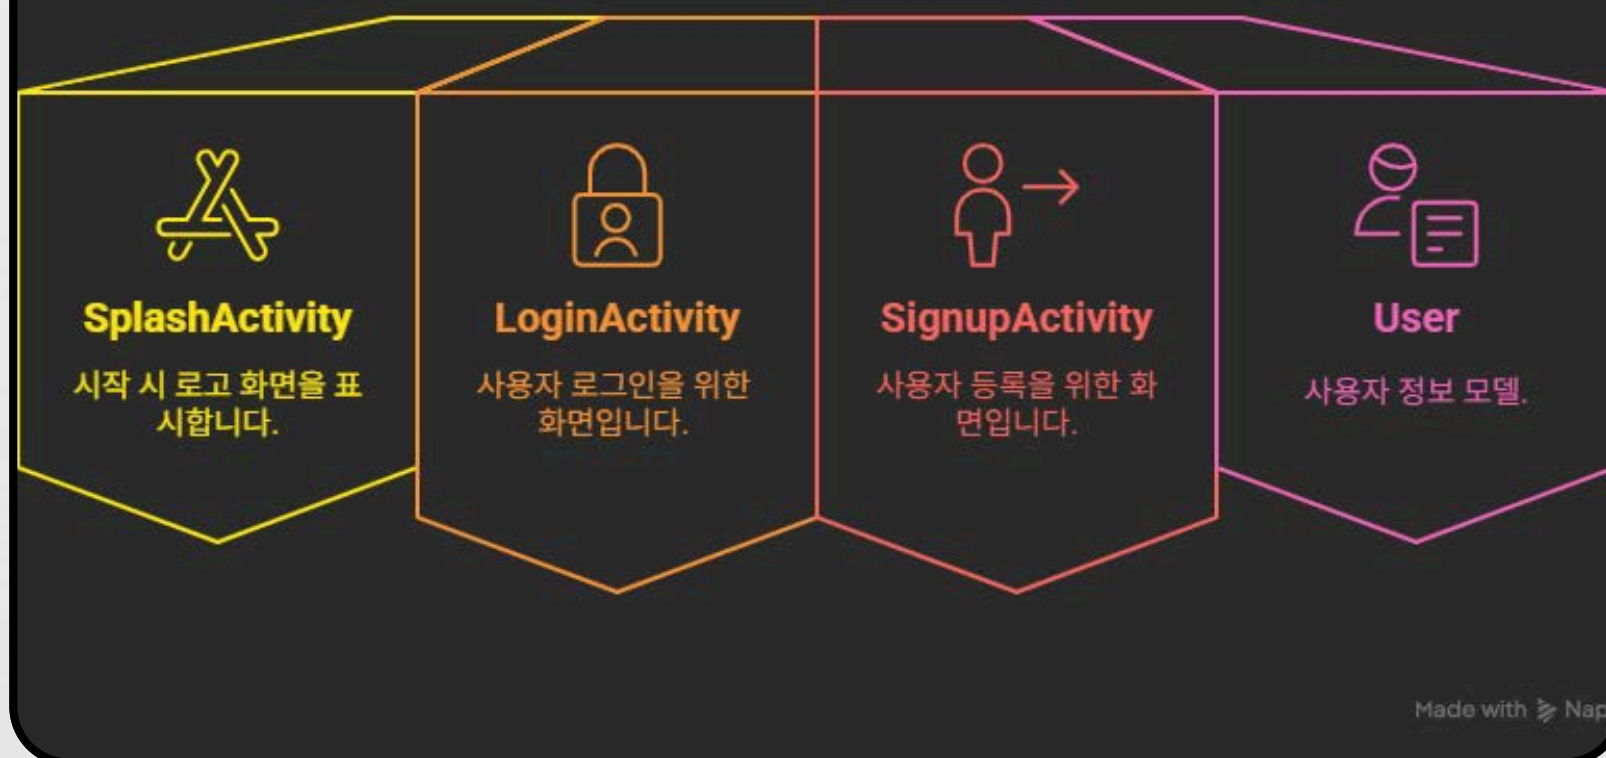 SplashActivity
시작 시 로고 화면을 표
시합니다.
LoginActivity
사용자 로그인을 위한
화면입니다.
SignupActivity
사용자 등록을 위한 화
면입니다.
User
사용자 정보 모델.
Made with Nap